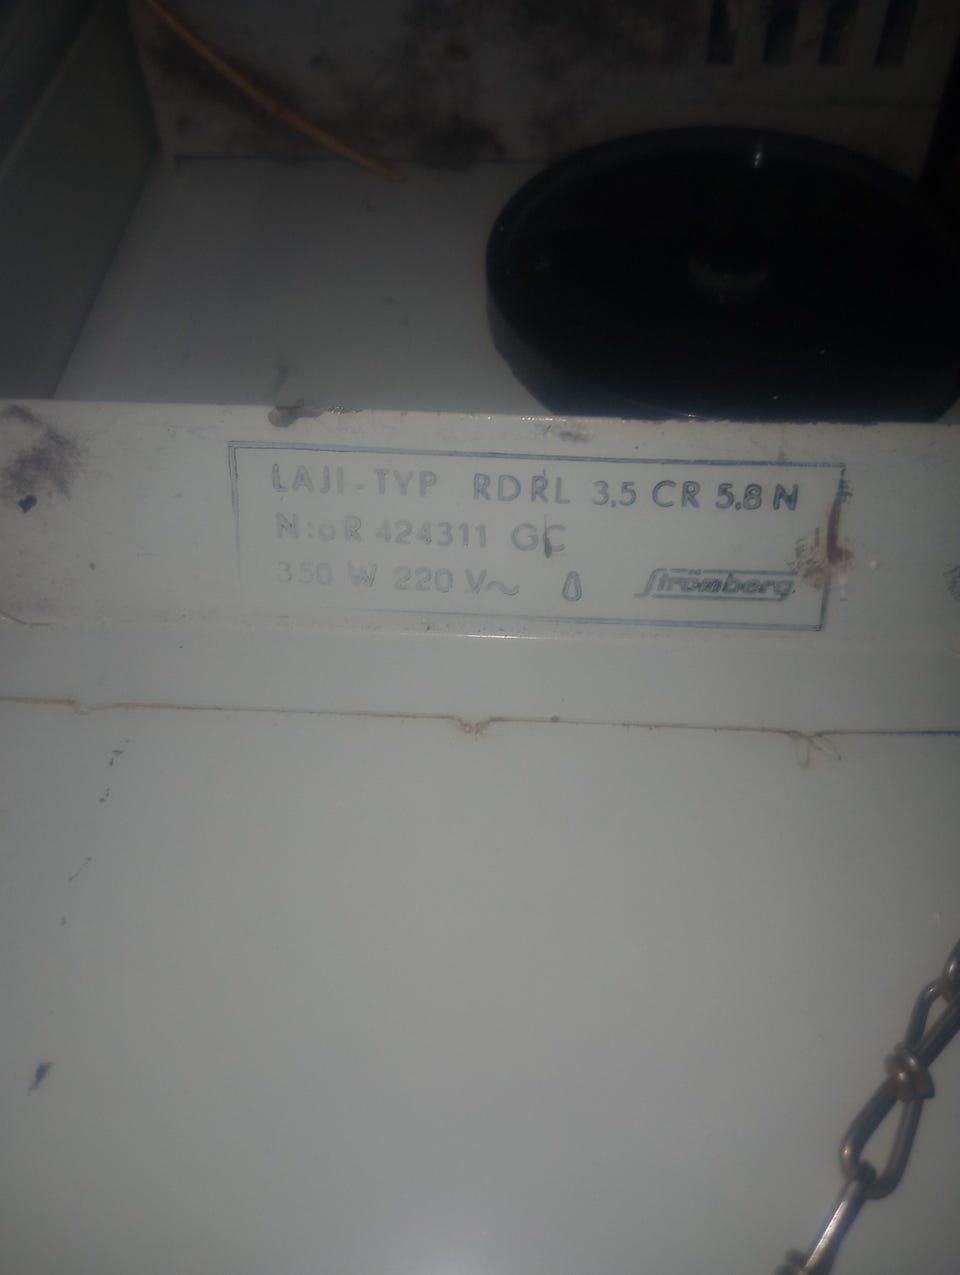 LAJI-TYP RDRL 3,5 CR 5,8 N
N:o R 424311 GC
350 W 220 V~ Strömberg